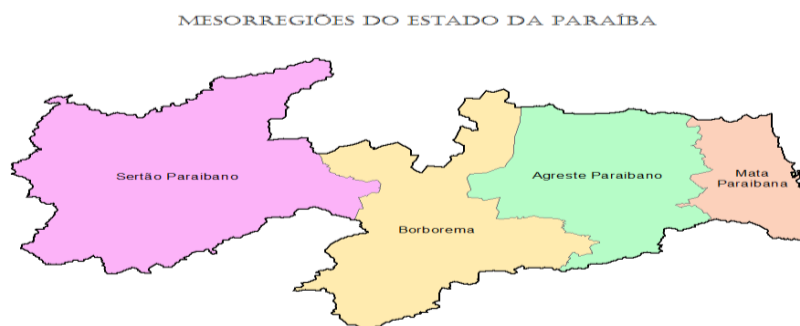 MESORREGIÕES DO ESTADO DA PARAÍBA
Sertão Paraibano
Agreste Paraibano
Mata
Paraibana
Borborema